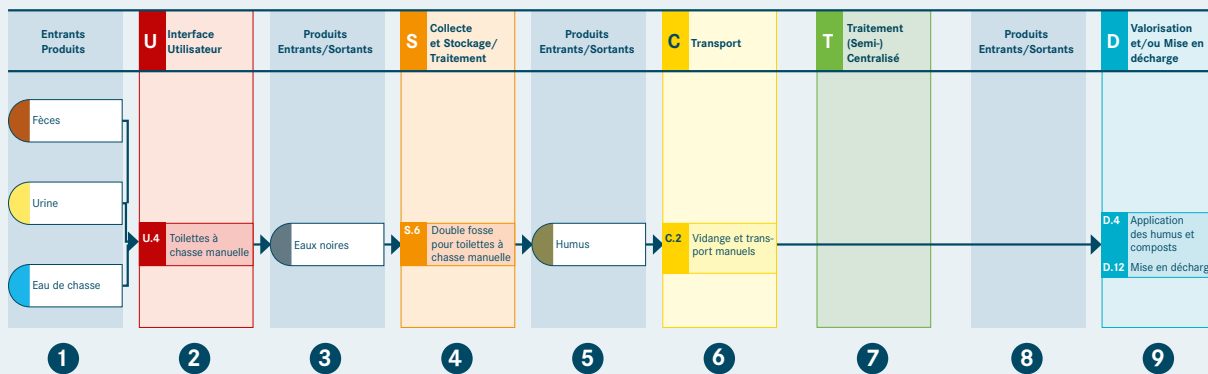 Entrants
Produits
U
Interface
Utilisateur
Produits
Entrants/Sortants
S
Collecte
et Stockage/
Traitement
Produits
Entrants/Sortants
C
Transport
T
Traitement
(Semi-)
Centralisé
Produits
Entrants/Sortants
D
Valorisation
et/ou Mise en
décharge
Fèces
Urine
Eau de chasse
U.4
Toilettes à
chasse manuelle
Eaux noires
S.6
Double fosse
pour toilettes à
chasse manuelle
Humus
C.2
Vidange et trans-
port manuels
D.4
Application
des humus et
composts
D.12
Mise en décharg
1
2
3
4
5
6
7
8
9